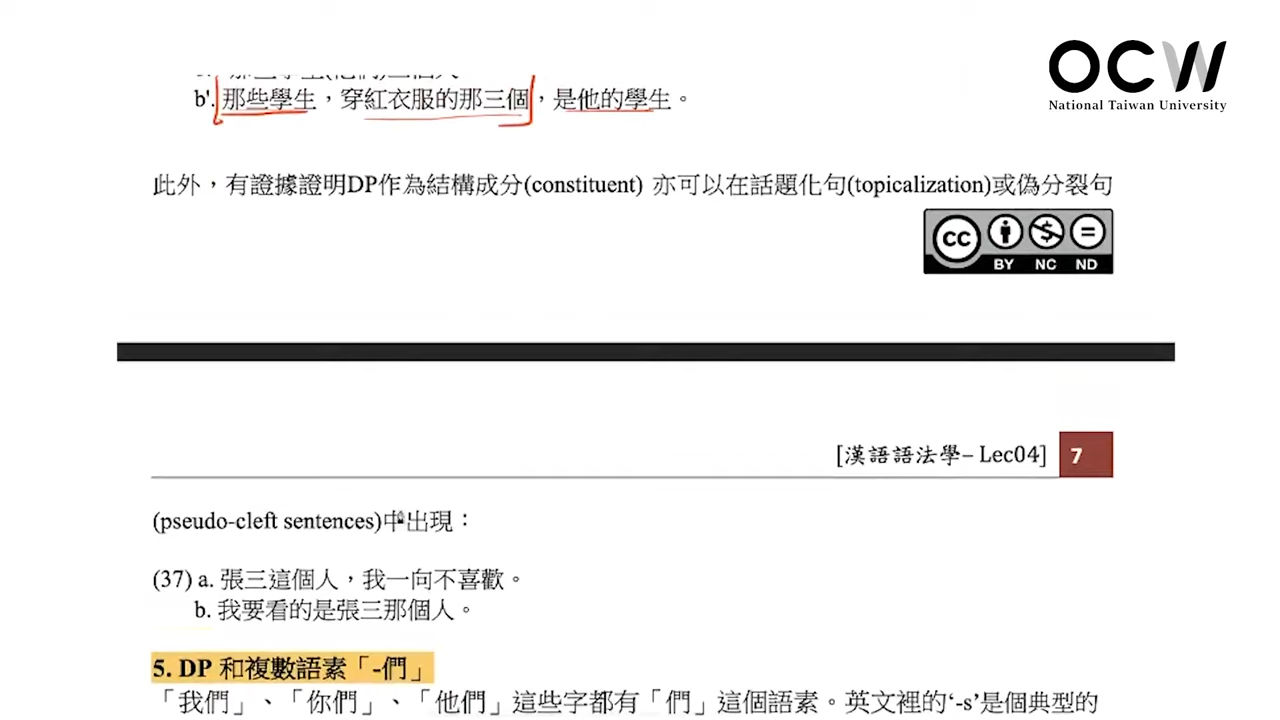 OCW
National Taiwan University
b'. 那些學生，穿紅衣服的那三個，是他的學生。
此外，有證據證明DP作為結構成分(constituent) 亦可以在話題化句(topicalization)或偽分裂句
cc
BY NC ND
[漢語語法學– Lec04] 7
(pseudo-cleft sentences)中出現：
(37) a. 張三這個人，我一向不喜歡。
b. 我要看的是張三那個人。
5. DP 和複數語素「-們」
「我們」、「你們」、「他們」這些字都有「們」這個語素。英文裡的‘-s’是個典型的